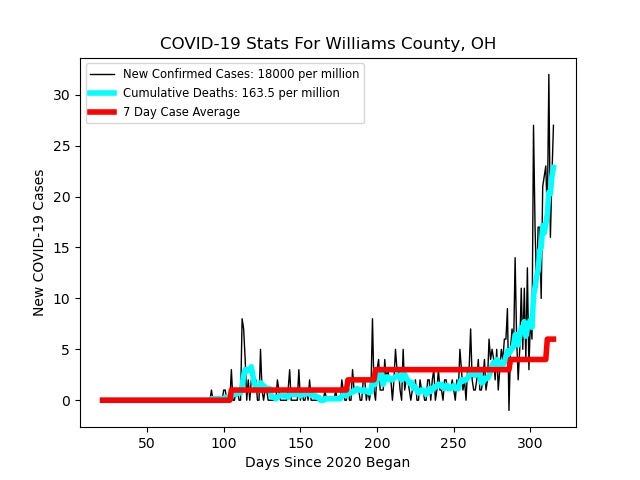 COVID-19 Stats For Williams County, OH
New Confirmed Cases: 18000 per million
Cumulative Deaths: 163.5 per million
7 Day Case Average
New COVID-19 Cases
30
25
20
15
10
5
0
50
100
150
200
250
300
Days Since 2020 Began